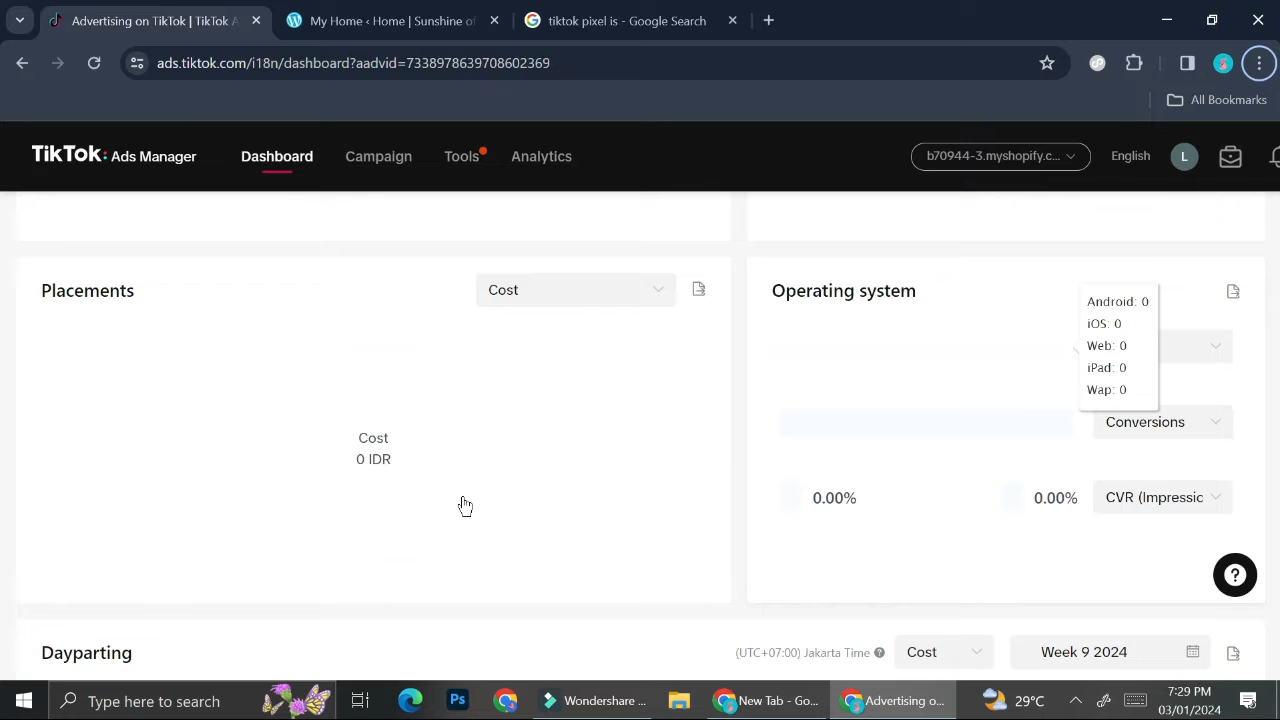 Advertising on TikTok | TikTok A
My Home ‹ Home | Sunshine of
tiktok pixel is - Google Search
ads.tiktok.com/i18n/dashboard?aadvid=7338978639708602369
All Bookmarks
TikTok: Ads Manager
Dashboard
Campaign
Tools
Analytics
b70944-3.myshopify.c...
English
L
Placements
Cost
Operating system
Android: 0
iOS: 0
Web: 0
iPad: 0
Wap: 0
Cost
0 IDR
Conversions
0.00%
0.00%
CVR (Impressic
?
Dayparting
(UTC+07:00) Jakarta Time
Cost
Week 9 2024
Type here to search
Ps
Wondershare ...
New Tab - Go...
Advertising o...
29°C
7:29 PM
03/01/2024